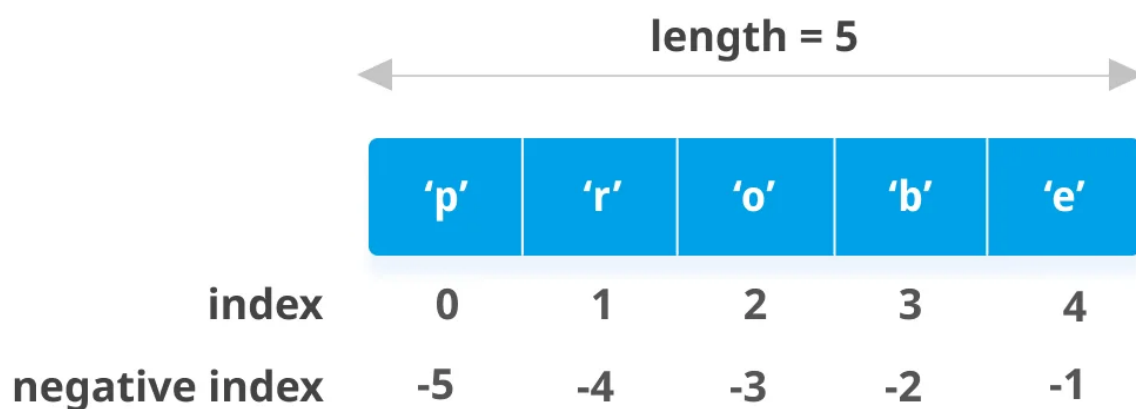 length = 5
‘p’ ‘r’ ‘o’ ‘b’ ‘e’
index 0 1 2 3 4
negative index -5 -4 -3 -2 -1